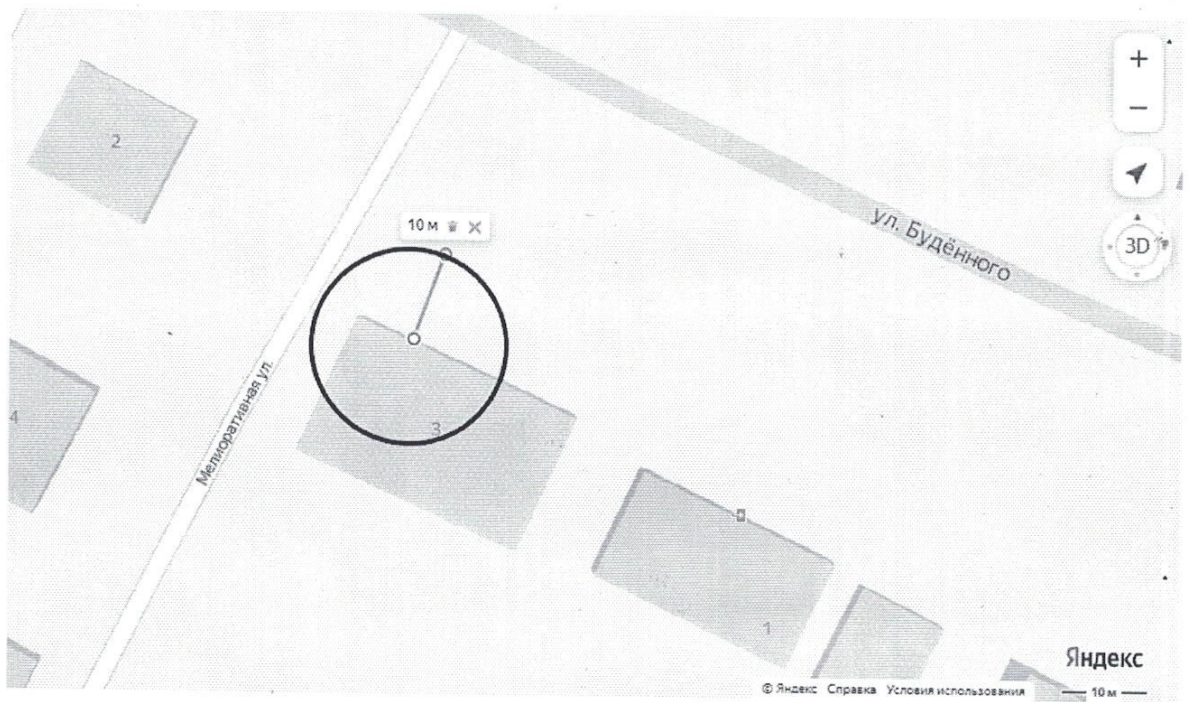 +
2
−
10 м
ул. Будённого
3D
Мелиоративная ул.
4
3
1
Яндекс
© Яндекс Справка Условия использования
10 м